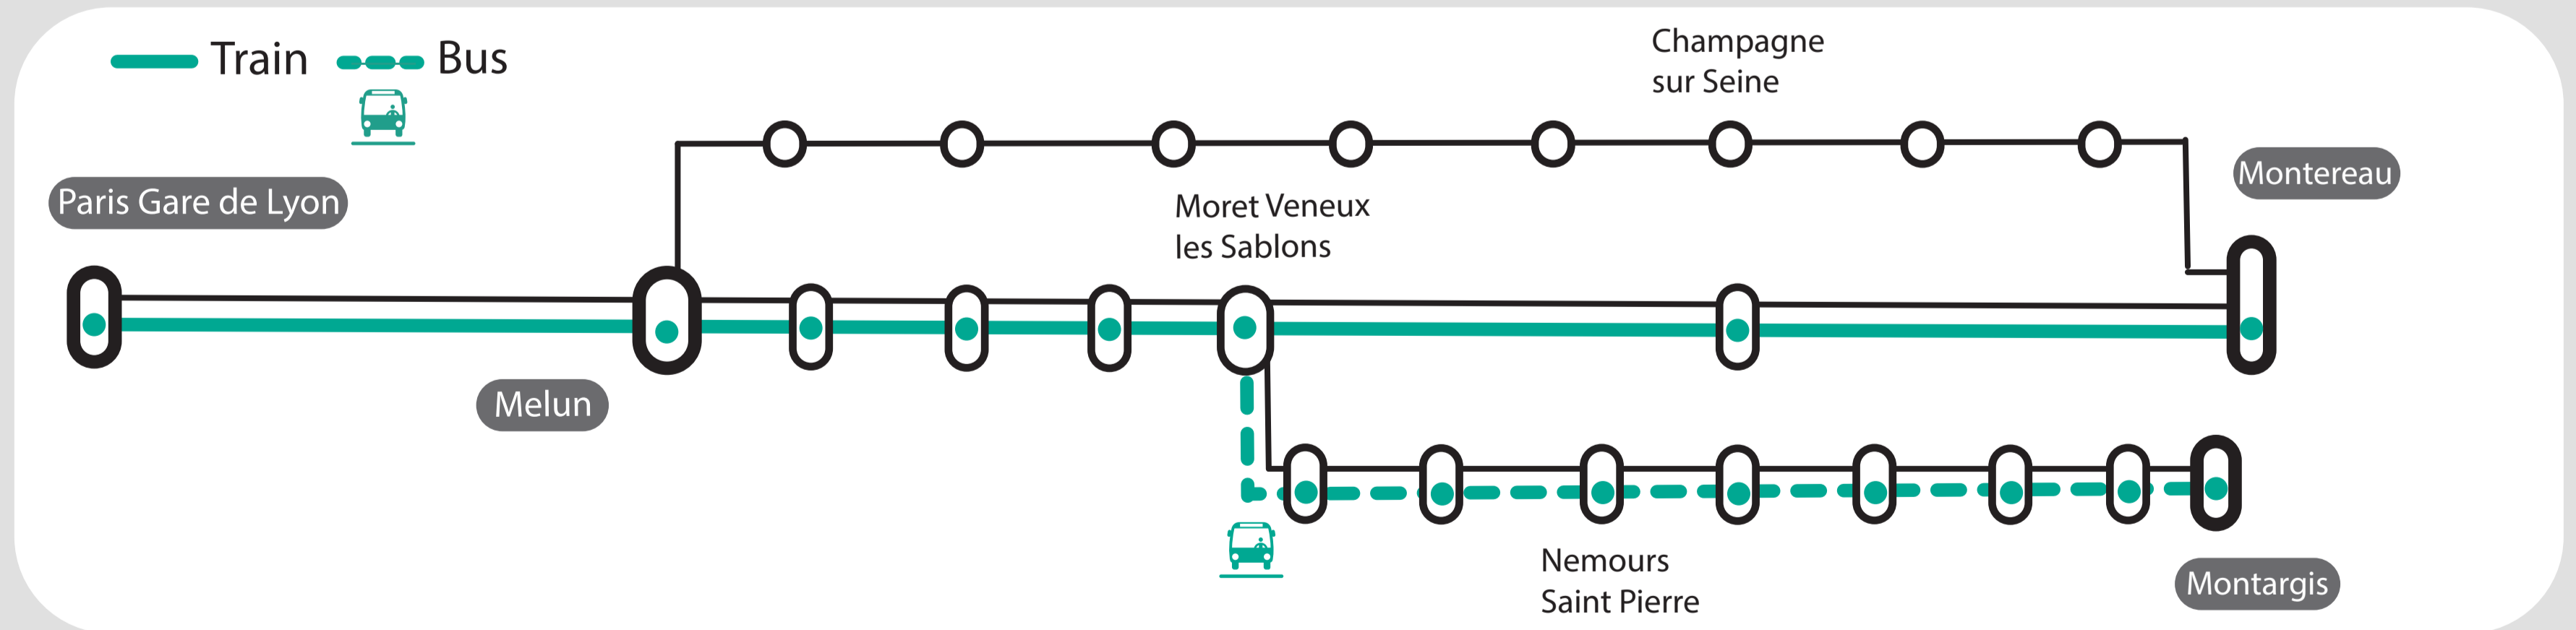 Train
Bus
Champagne
sur Seine
Paris Gare de Lyon
Moret Veneux
les Sablons
Montereau
Melun
Nemours
Saint Pierre
Montargis